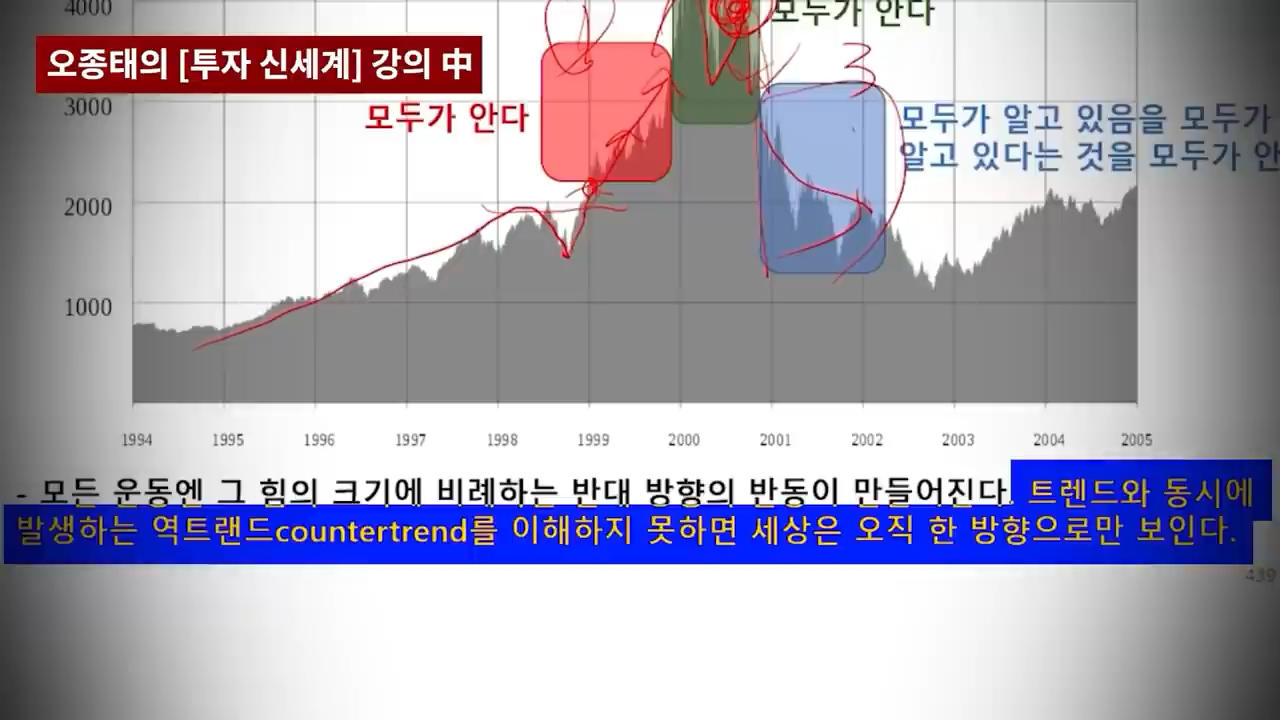 4000
모두가 안다
오종태의 [투자 신세계] 강의 中
3
3000
모두가 안다
모두가 알고 있음을 모두가
알고 있다는 것을 모두가 안
2000
1000
1994 1995 1996 1997 1998 1999 2000 2001 2002 2003 2004 2005
- 모든 운동엔 그 힘의 크기에 비례하는 반대 방향의 반동이 만들어진다. 트렌드와 동시에
발생하는 역트랜드countertrend를 이해하지 못하면 세상은 오직 한 방향으로만 보인다.
439